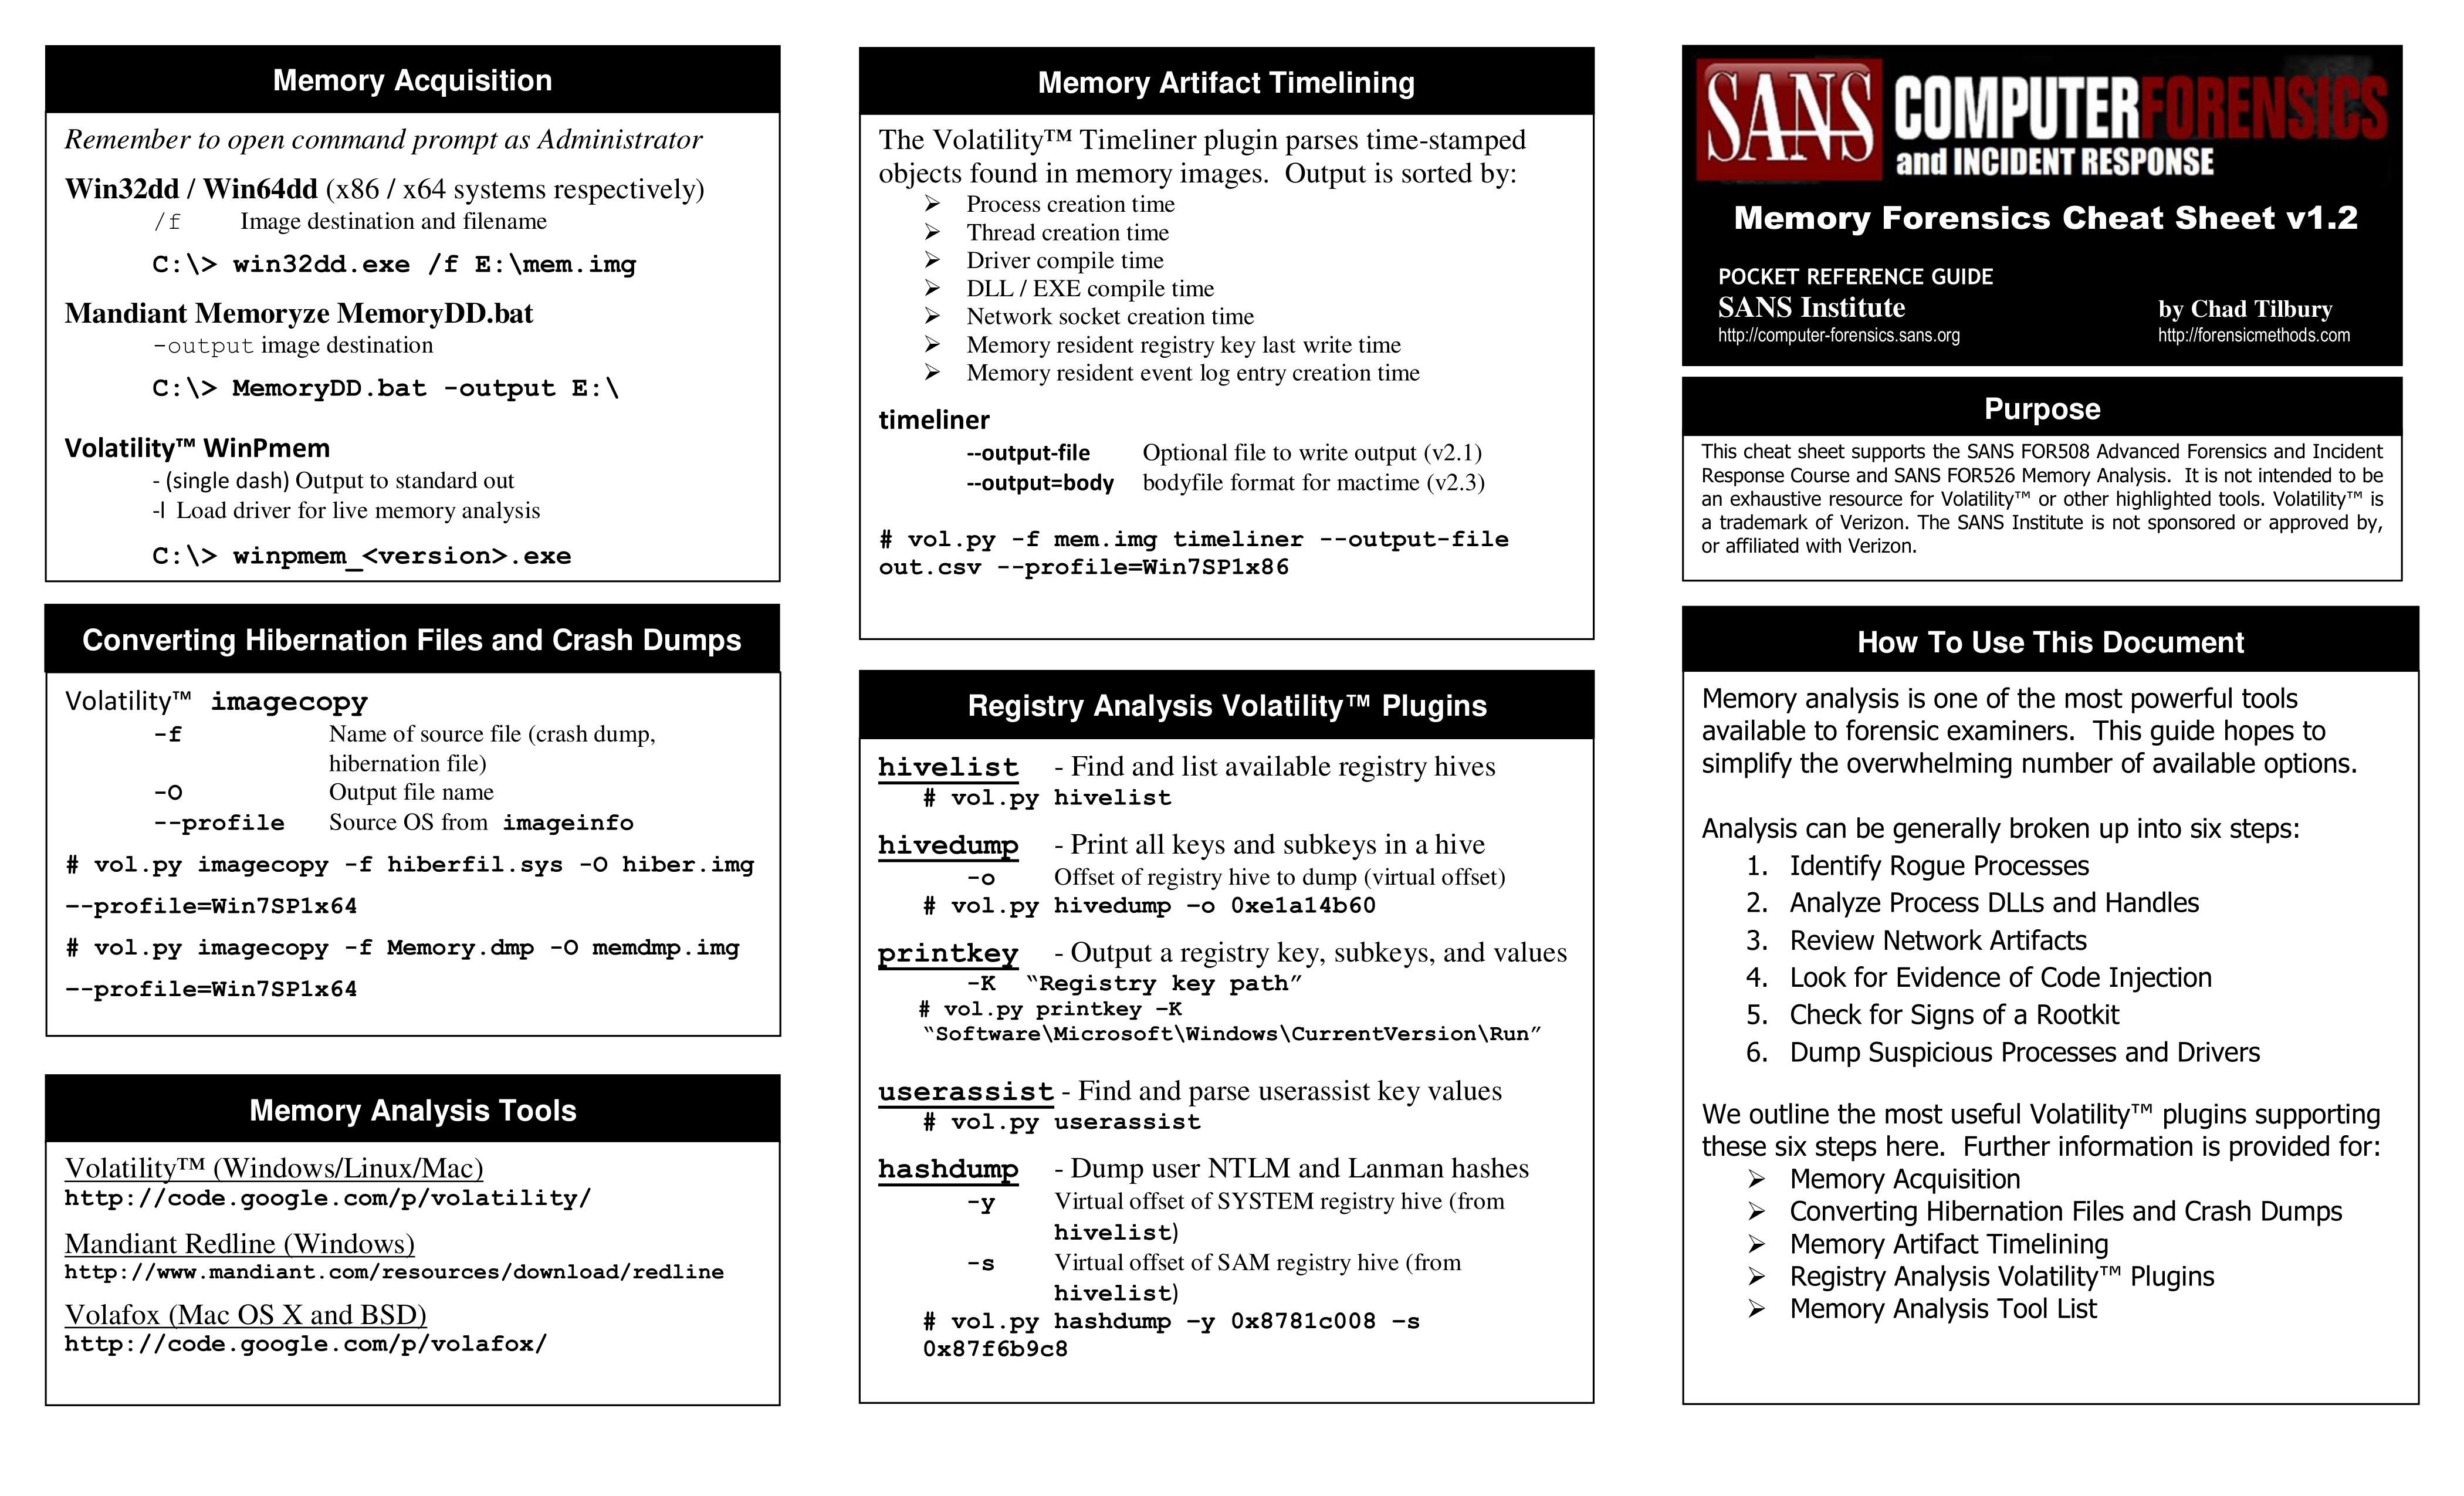 Memory Acquisition
Remember to open command prompt as Administrator
Win32dd / Win64dd (x86 / x64 systems respectively)
/f Image destination and filename
C:\> win32dd.exe /f E:\mem.img
Mandiant Memoryze MemoryDD.bat
-output image destination
C:\> MemoryDD.bat -output E:\
Volatility™ WinPmem
- (single dash) Output to standard out
-l Load driver for live memory analysis
C:\> winpmem_<version>.exe
Converting Hibernation Files and Crash Dumps
Volatility™ imagecopy
-f Name of source file (crash dump,
hibernation file)
-O Output file name
--profile Source OS from imageinfo
# vol.py imagecopy -f hiberfil.sys -O hiber.img
--profile=Win7SP1x64
# vol.py imagecopy -f Memory.dmp -O memdmp.img
--profile=Win7SP1x64
Memory Analysis Tools
Volatility™ (Windows/Linux/Mac)
http://code.google.com/p/volatility/
Mandiant Redline (Windows)
http://www.mandiant.com/resources/download/redline
Volafox (Mac OS X and BSD)
http://code.google.com/p/volafox/
Memory Artifact Timelining
The Volatility™ Timeliner plugin parses time-stamped
objects found in memory images. Output is sorted by:
➢ Process creation time
➢ Thread creation time
➢ Driver compile time
➢ DLL / EXE compile time
➢ Network socket creation time
➢ Memory resident registry key last write time
➢ Memory resident event log entry creation time
timeliner
--output-file Optional file to write output (v2.1)
--output=body bodyfile format for mactime (v2.3)
# vol.py -f mem.img timeliner --output-file
out.csv --profile=Win7SP1x86
Registry Analysis Volatility™ Plugins
hivelist - Find and list available registry hives
# vol.py hivelist
hivedump - Print all keys and subkeys in a hive
-o Offset of registry hive to dump (virtual offset)
# vol.py hivedump –o 0xe1a14b60
printkey - Output a registry key, subkeys, and values
-K “Registry key path”
# vol.py printkey –K
“Software\Microsoft\Windows\CurrentVersion\Run”
userassist - Find and parse userassist key values
# vol.py userassist
hashdump - Dump user NTLM and Lanman hashes
-y Virtual offset of SYSTEM registry hive (from
hivelist)
-s Virtual offset of SAM registry hive (from
hivelist)
# vol.py hashdump –y 0x8781c008 –s
0x87f6b9c8
SANS COMPUTER FORENSICS
and INCIDENT RESPONSE
Memory Forensics Cheat Sheet v1.2
POCKET REFERENCE GUIDE
SANS Institute by Chad Tilbury
http://computer-forensics.sans.org http://forensicmethods.com
Purpose
This cheat sheet supports the SANS FOR508 Advanced Forensics and Incident
Response Course and SANS FOR526 Memory Analysis. It is not intended to be
an exhaustive resource for Volatility™ or other highlighted tools. Volatility™ is
a trademark of Verizon. The SANS Institute is not sponsored or approved by,
or affiliated with Verizon.
How To Use This Document
Memory analysis is one of the most powerful tools
available to forensic examiners. This guide hopes to
simplify the overwhelming number of available options.
Analysis can be generally broken up into six steps:
1. Identify Rogue Processes
2. Analyze Process DLLs and Handles
3. Review Network Artifacts
4. Look for Evidence of Code Injection
5. Check for Signs of a Rootkit
6. Dump Suspicious Processes and Drivers
We outline the most useful Volatility™ plugins supporting
these six steps here. Further information is provided for:
➢ Memory Acquisition
➢ Converting Hibernation Files and Crash Dumps
➢ Memory Artifact Timelining
➢ Registry Analysis Volatility™ Plugins
➢ Memory Analysis Tool List